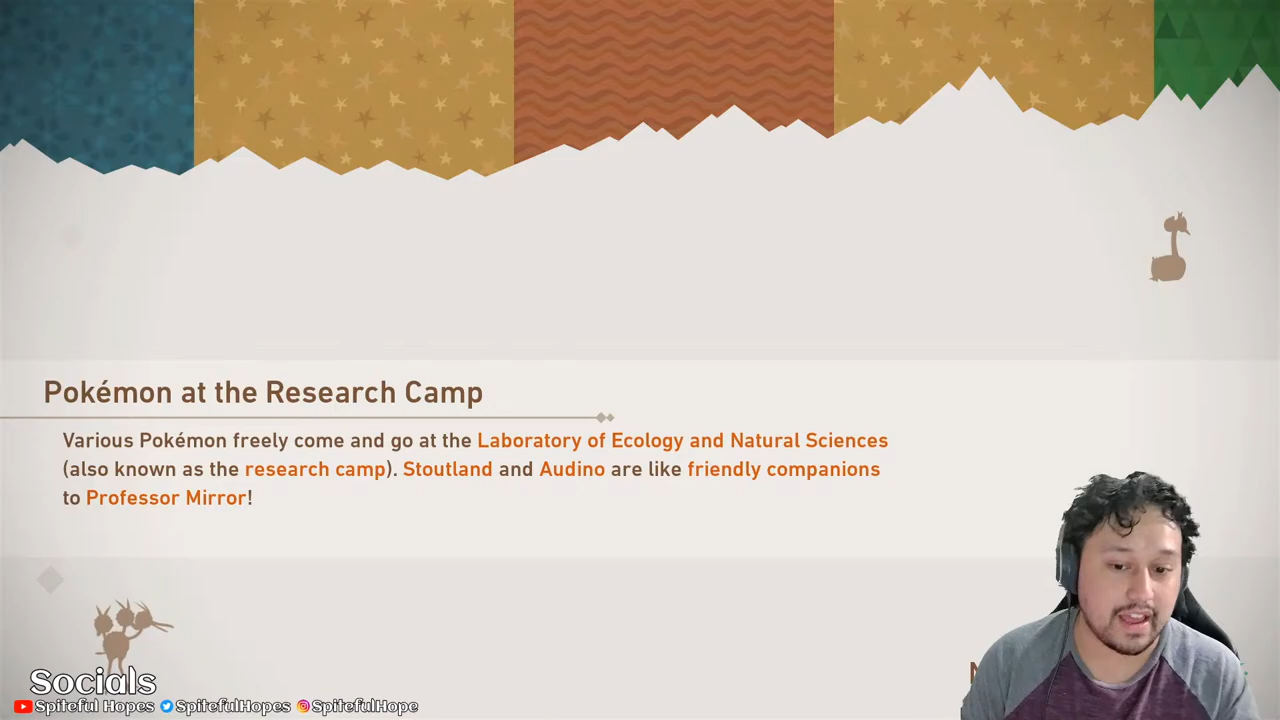 Pokémon at the Research Camp
Various Pokémon freely come and go at the Laboratory of Ecology and Natural Sciences
(also known as the research camp). Stoutland and Audino are like friendly companions
to Professor Mirror!
Socials
Spiteful Hopes SpitefulHopes SpitefulHope